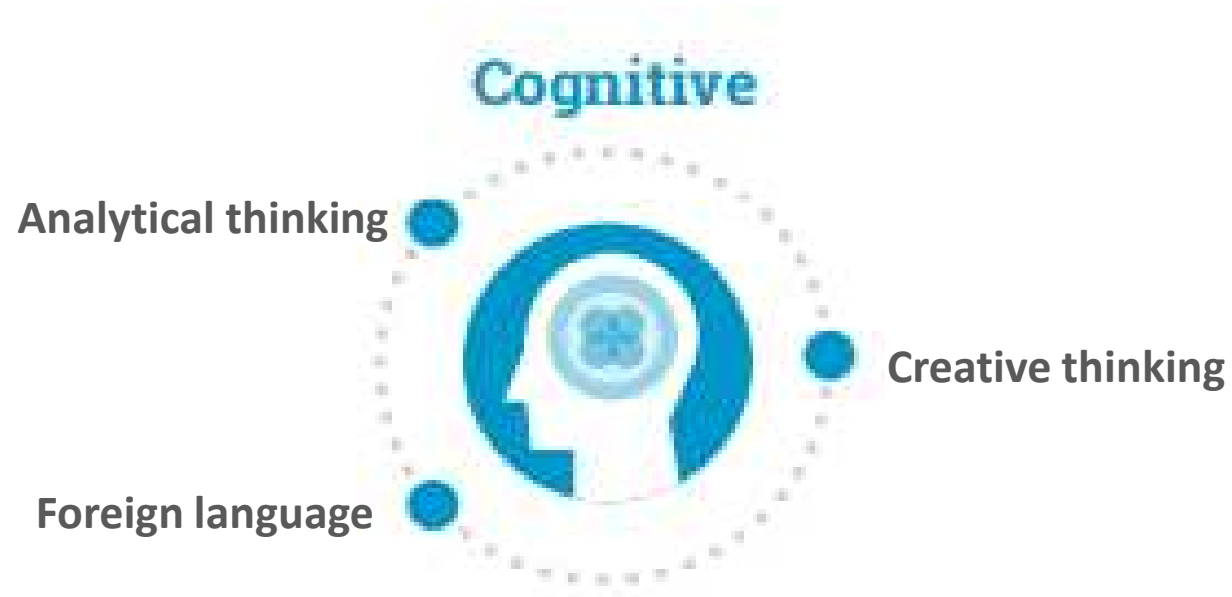 Cognitive
Analytical thinking
Creative thinking
Foreign language